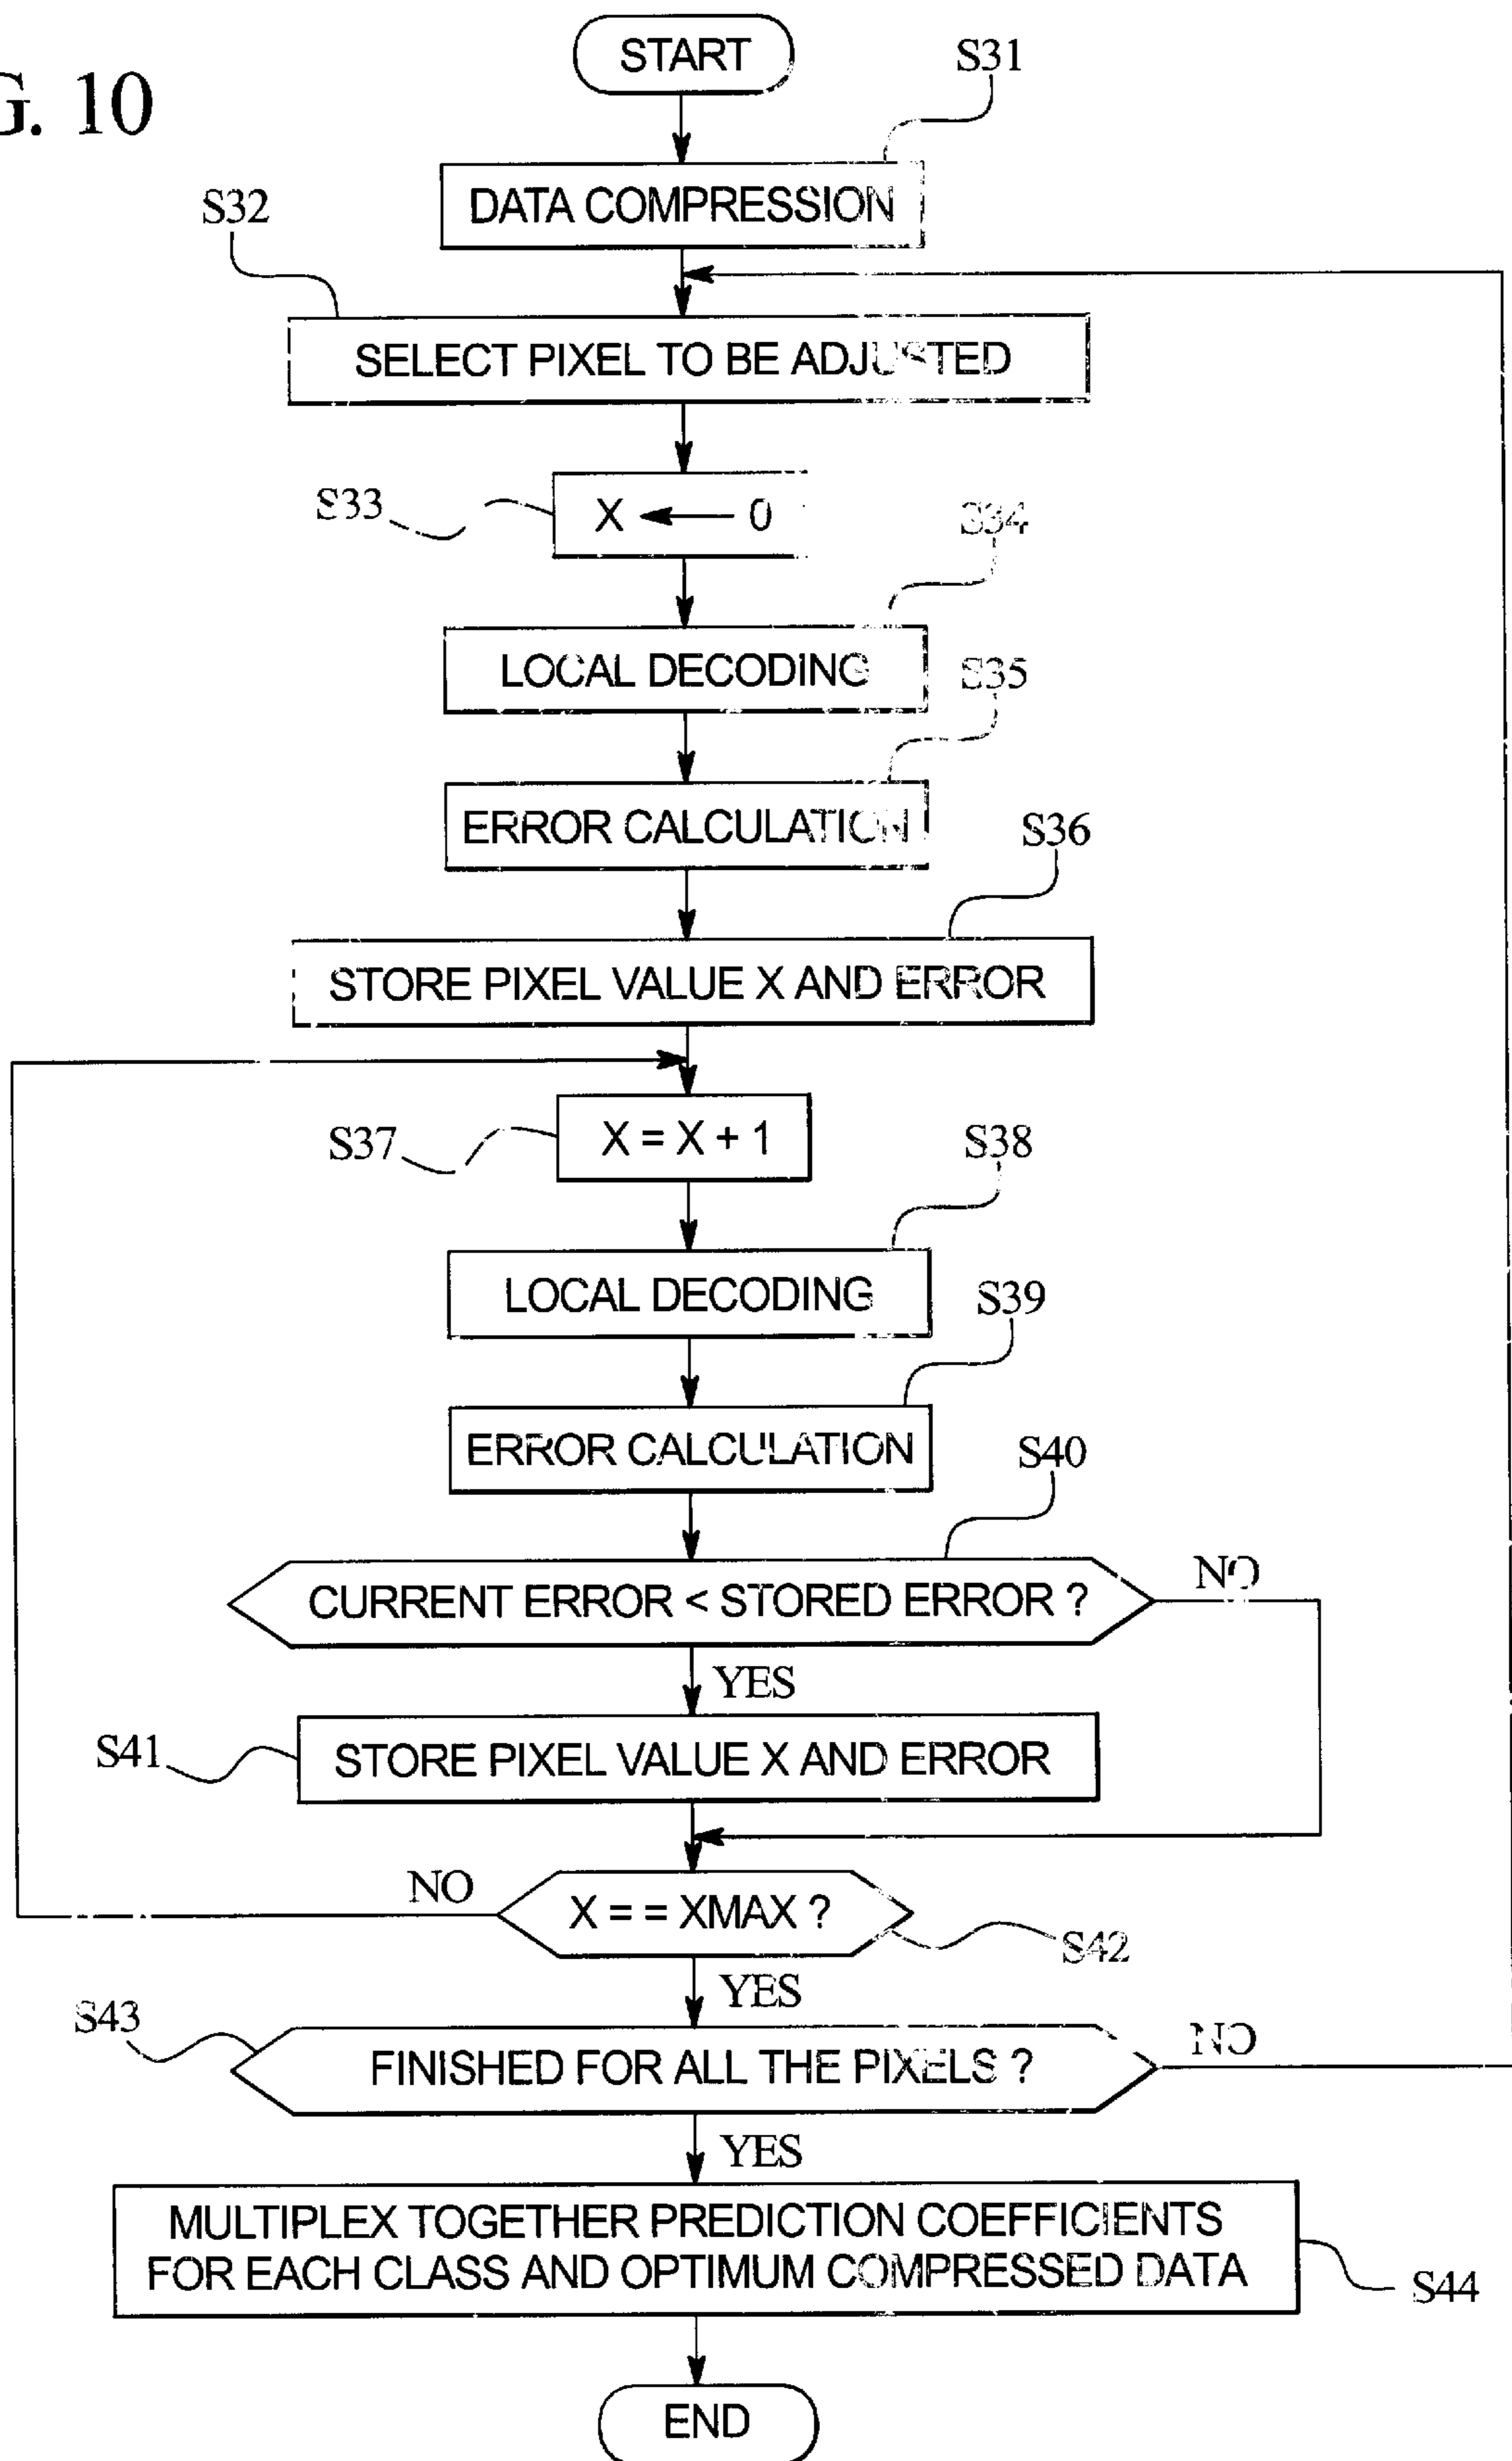 G. 10
START
S31
DATA COMPRESSION
S32
SELECT PIXEL TO BE ADJUSTED
S33
X ← 0
S34
LOCAL DECODING
S35
ERROR CALCULATION
S36
STORE PIXEL VALUE X AND ERROR
S37
X = X + 1
S38
LOCAL DECODING
S39
ERROR CALCULATION
S40
CURRENT ERROR < STORED ERROR ?
NO
YES
S41
STORE PIXEL VALUE X AND ERROR
NO
X = = XMAX ?
S42
YES
S43
FINISHED FOR ALL THE PIXELS ?
NO
YES
MULTIPLEX TOGETHER PREDICTION COEFFICIENTS
FOR EACH CLASS AND OPTIMUM COMPRESSED DATA
S44
END